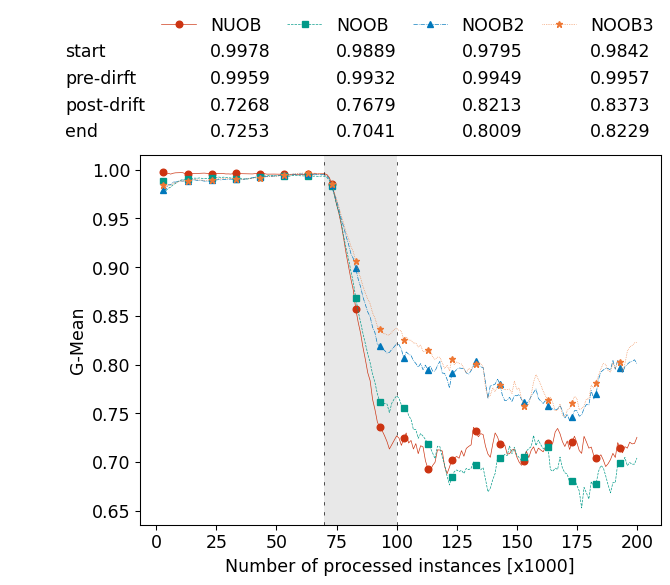 NUOB NOOB NOOB2 NOOB3
start 0.9978 0.9889 0.9795 0.9842
pre-dirft 0.9959 0.9932 0.9949 0.9957
post-drift 0.7268 0.7679 0.8213 0.8373
end 0.7253 0.7041 0.8009 0.8229
1.00
0.95
0.90
0.85
0.80
0.75
0.70
0.65
G-Mean
0 25 50 75 100 125 150 175 200
Number of processed instances [x1000]